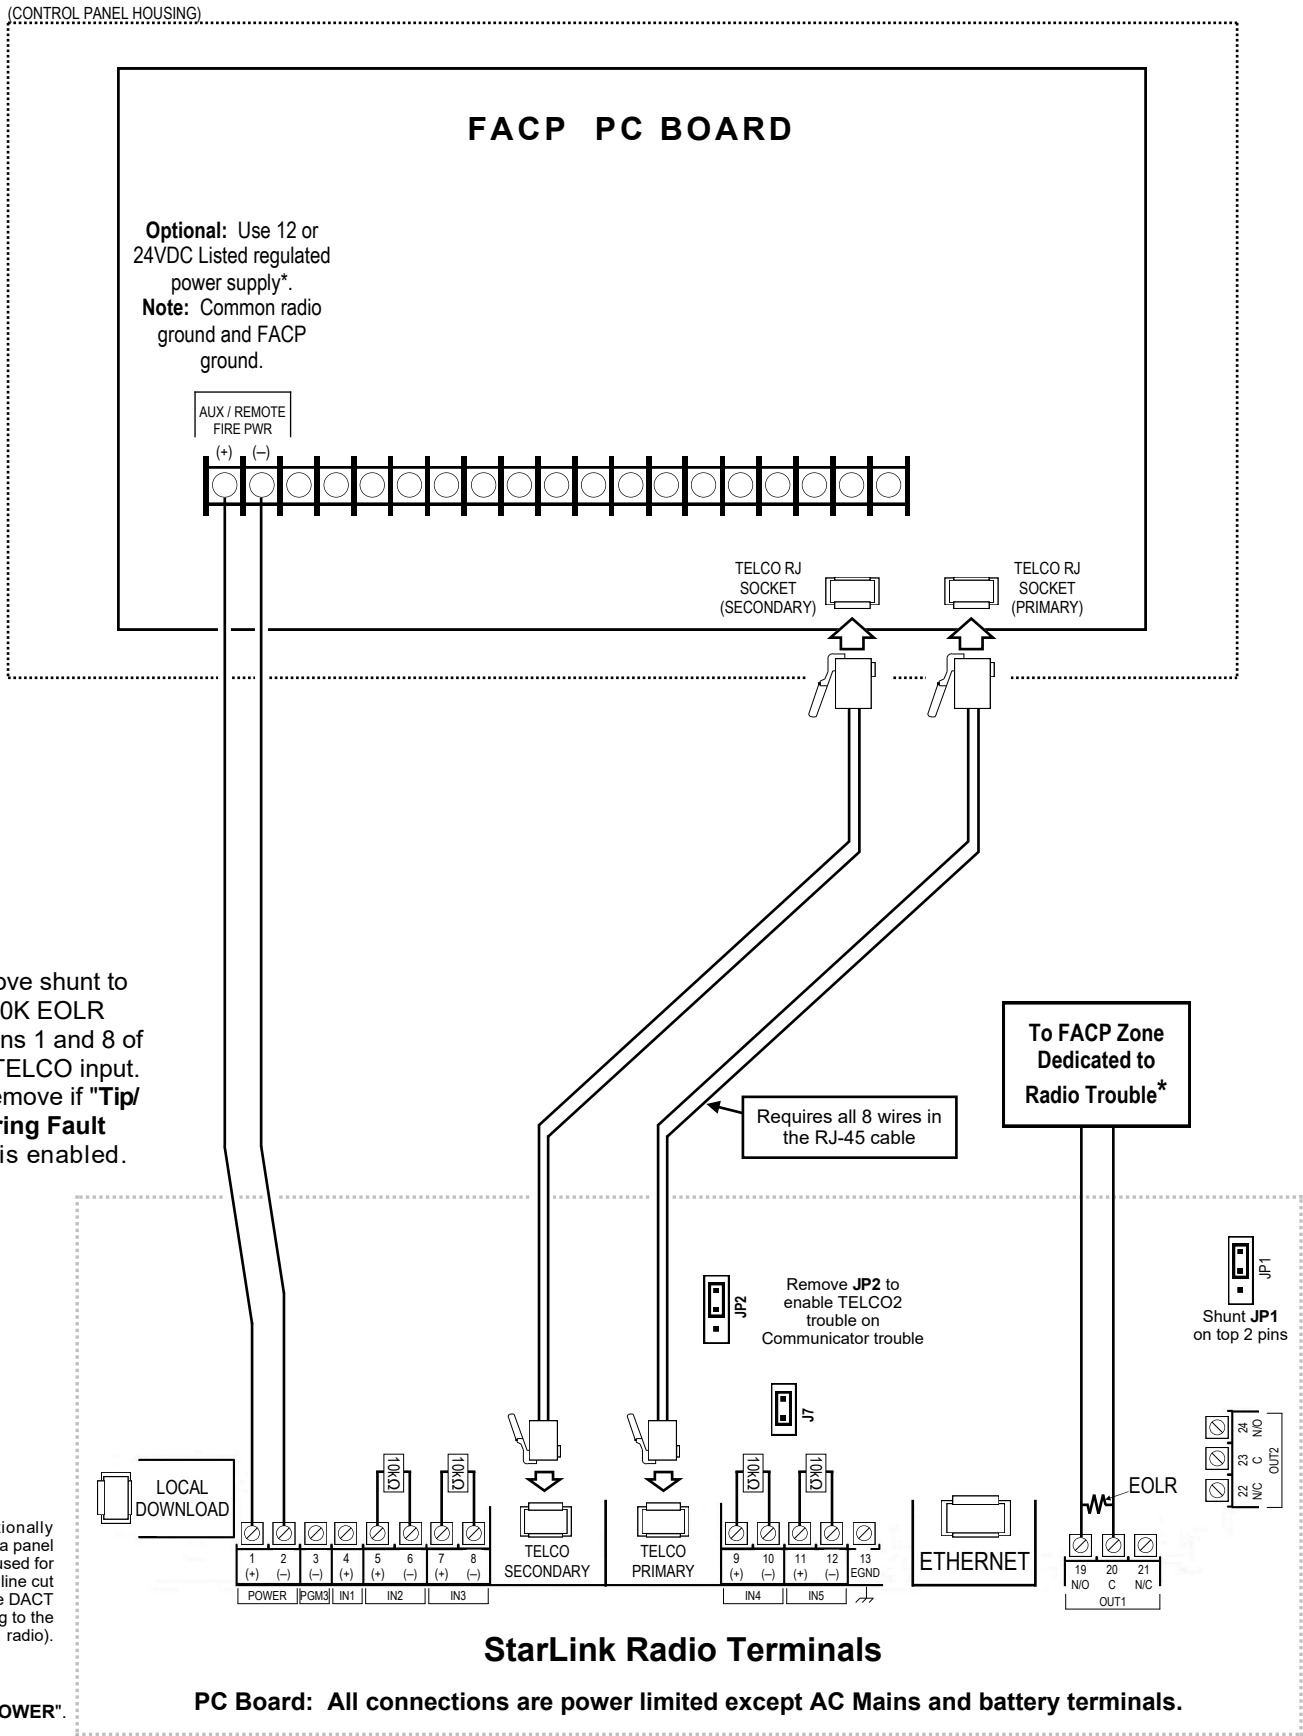 (CONTROL PANEL HOUSING)
FACP PC BOARD
Optional: Use 12 or
24VDC Listed regulated
power supply*.
Note: Common radio
ground and FACP
ground.
AUX / REMOTE
FIRE PWR
(+) (–)
TELCO RJ
SOCKET
(SECONDARY)
TELCO RJ
SOCKET
(PRIMARY)
ove shunt to
0K EOLR
ns 1 and 8 of
TELCO input.
emove if "Tip/
ring Fault
is enabled.
To FACP Zone
Dedicated to
Radio Trouble*
Requires all 8 wires in
the RJ-45 cable
JP2
Remove JP2 to
enable TELCO2
trouble on
Communicator trouble
J7
JP1
Shunt JP1
on top 2 pins
24 N/O
23 C
22 N/C
OUT2
LOCAL
DOWNLOAD
10kΩ 10kΩ 10kΩ 10kΩ
EOLR
1 2 3 4 5 6 7 8
(+) (–) (–) (+) (+) (–) (+) (–)
POWER PGM3 IN1 IN2 IN3
TELCO
SECONDARY
TELCO
PRIMARY
9 10 11 12 13
(+) (–) (+) (–) EGND
IN4 IN5
ETHERNET
19 20 21
N/O C N/C
OUT1
tionally
a panel
used for
line cut
e DACT
g to the
radio).
StarLink Radio Terminals
OWER".
PC Board: All connections are power limited except AC Mains and battery terminals.